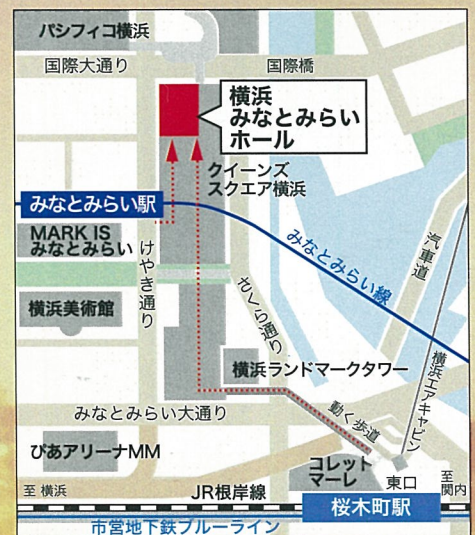 パシフィコ横浜
国際大通り
国際橋
横浜
みなとみらい
ホール
クイーンズ
スクエア横浜
みなとみらい駅
MARK IS
みなとみらい
けやき通り
みなとみらい線
汽車道
横浜美術館
さくら通り
横浜ランドマークタワー
横浜エアキャビン
みなとみらい大通り
動く歩道
ぴあアリーナMM
コレット
マーレ
東口
至 横浜
JR根岸線
至
関内
桜木町駅
市営地下鉄ブルーライン